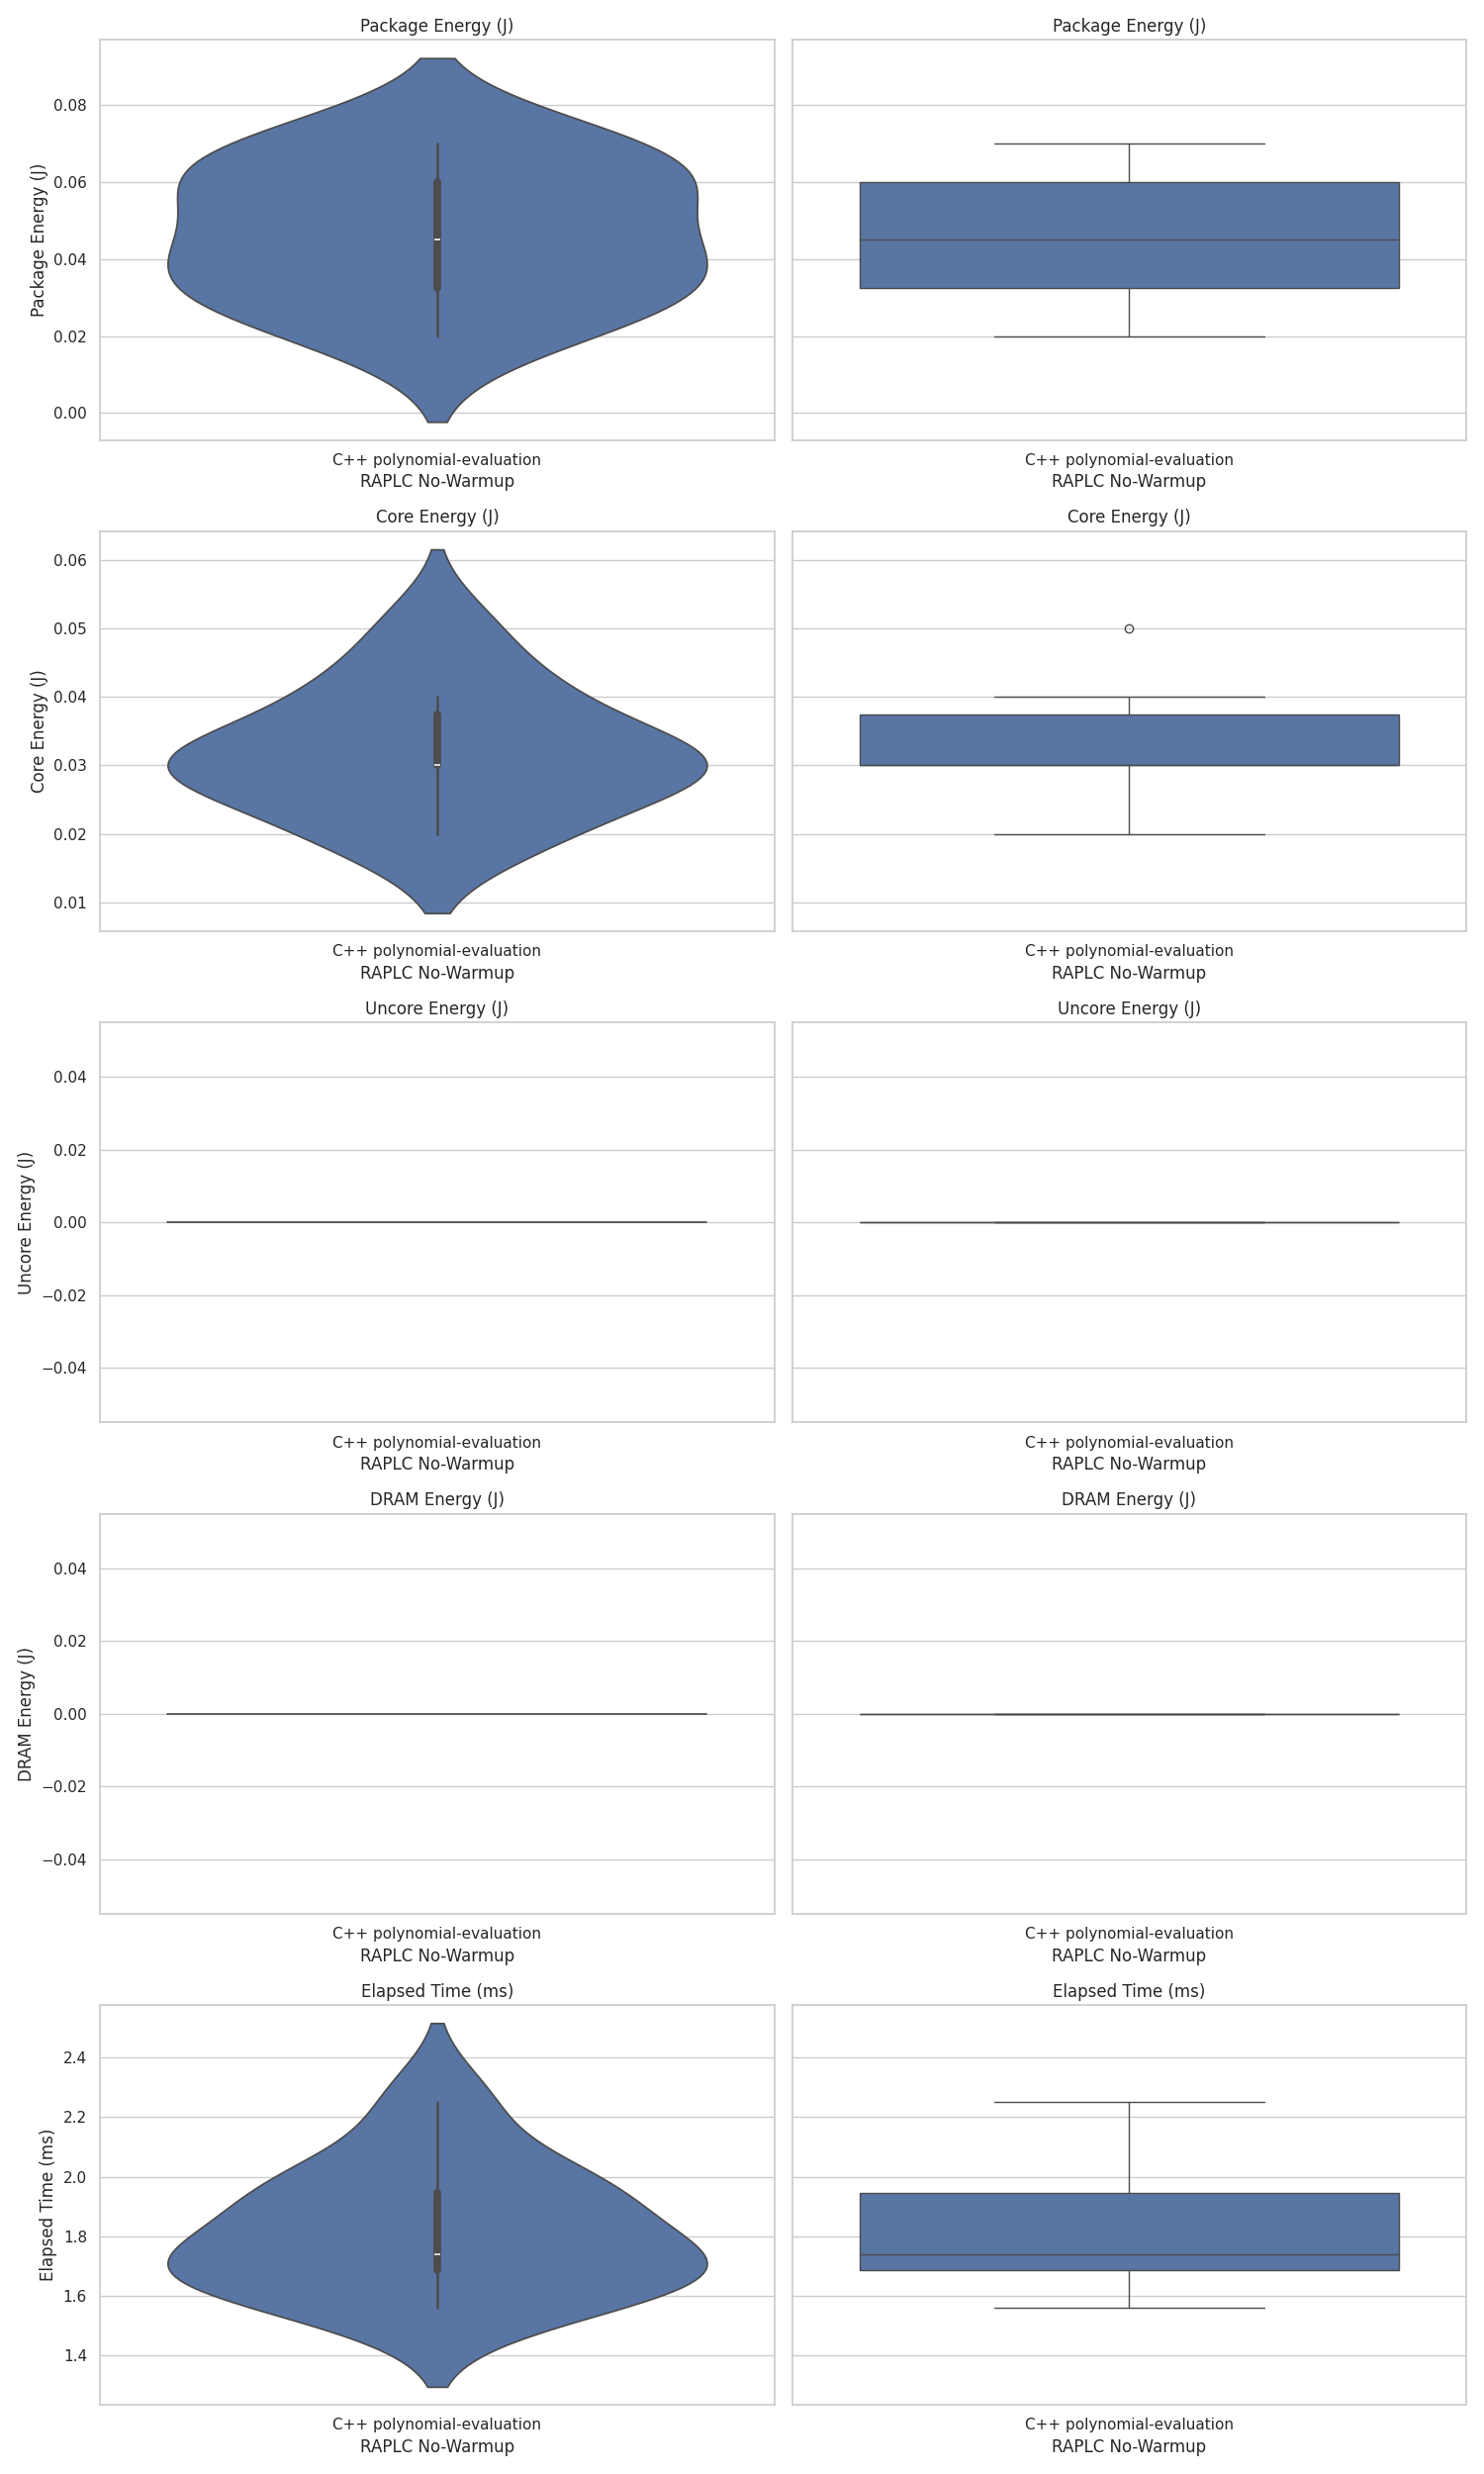 Package Energy (J)
Package Energy (J)
Package Energy (J)
0.08
0.06
0.04
0.02
0.00
C++ polynomial-evaluation
RAPLC No-Warmup
C++ polynomial-evaluation
RAPLC No-Warmup
Core Energy (J)
Core Energy (J)
Core Energy (J)
0.06
0.05
0.04
0.03
0.02
0.01
C++ polynomial-evaluation
RAPLC No-Warmup
C++ polynomial-evaluation
RAPLC No-Warmup
Uncore Energy (J)
Uncore Energy (J)
Uncore Energy (J)
0.04
0.02
0.00
−0.02
−0.04
C++ polynomial-evaluation
RAPLC No-Warmup
C++ polynomial-evaluation
RAPLC No-Warmup
DRAM Energy (J)
DRAM Energy (J)
DRAM Energy (J)
0.04
0.02
0.00
−0.02
−0.04
C++ polynomial-evaluation
RAPLC No-Warmup
C++ polynomial-evaluation
RAPLC No-Warmup
Elapsed Time (ms)
Elapsed Time (ms)
Elapsed Time (ms)
2.4
2.2
2.0
1.8
1.6
1.4
C++ polynomial-evaluation
RAPLC No-Warmup
C++ polynomial-evaluation
RAPLC No-Warmup